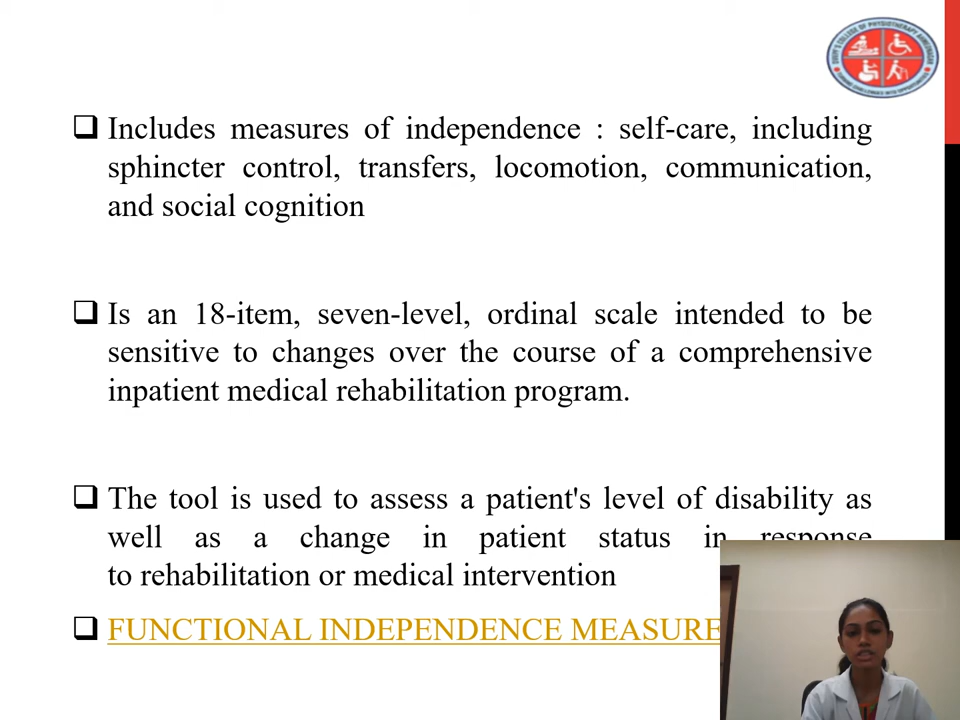 Includes measures of independence : self-care, including
sphincter control, transfers, locomotion, communication,
and social cognition
Is an 18-item, seven-level, ordinal scale intended to be
sensitive to changes over the course of a comprehensive
inpatient medical rehabilitation program.
The tool is used to assess a patient's level of disability as
well as a change in patient status in response
to rehabilitation or medical intervention
FUNCTIONAL INDEPENDENCE MEASURE